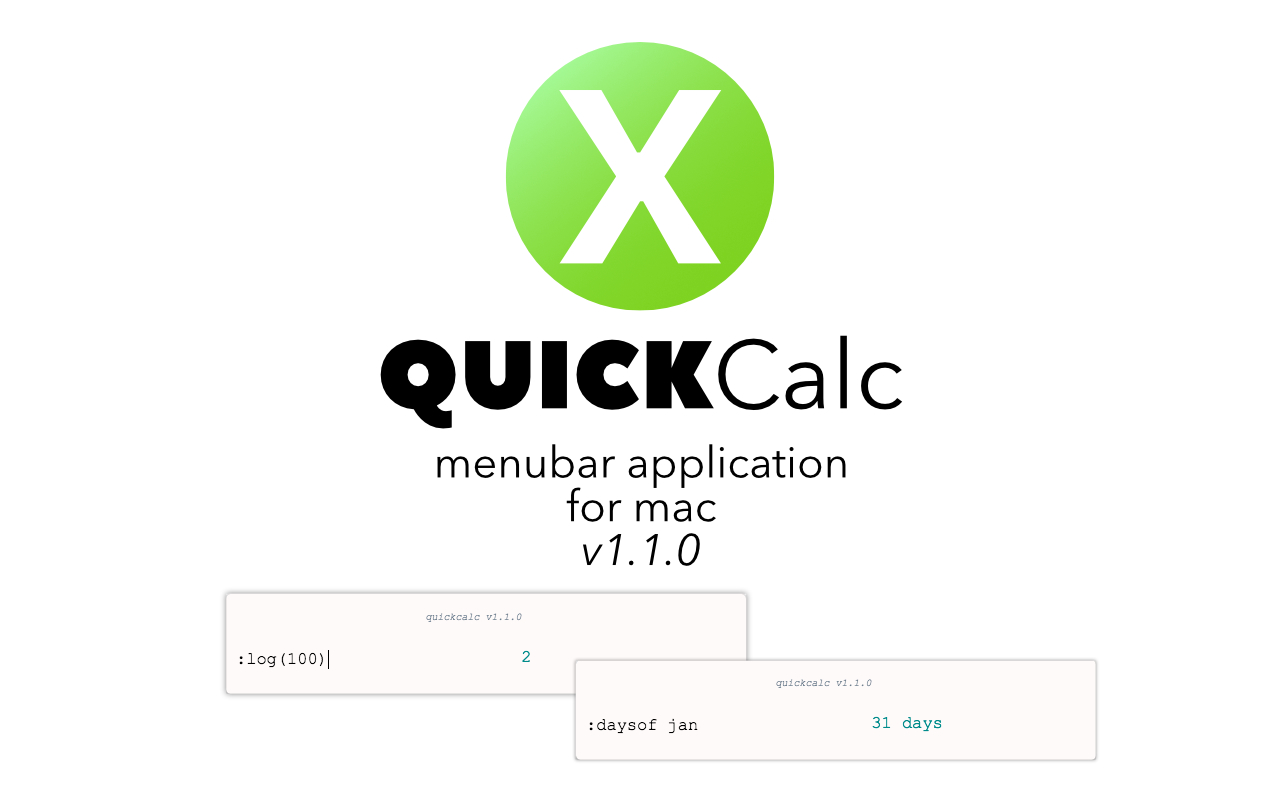 X
QUICKCalc
menubar application
for mac
v1.1.0
quickcalc v1.1.0
:log(100) 2
quickcalc v1.1.0
:daysof jan 31 days